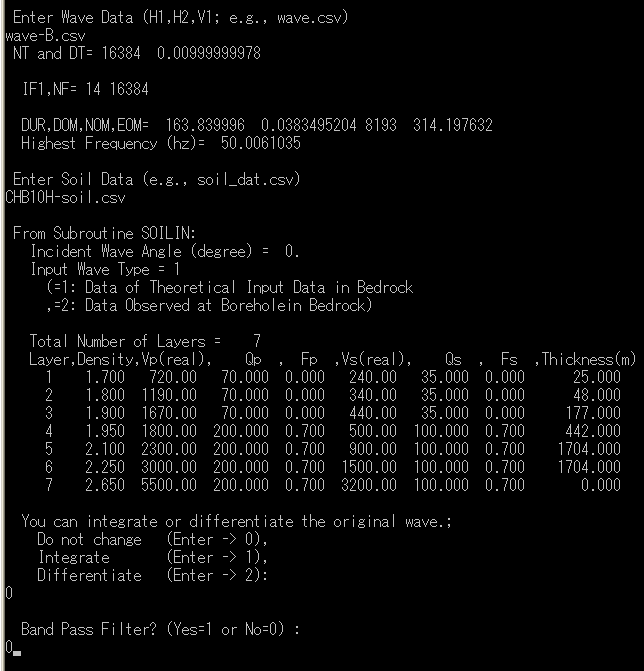 Enter Wave Data (H1,H2,V1; e.g., wave.csv)
wave-B.csv
NT and DT= 16384 0.00999999978
IF1,NF= 14 16384
DUR,DOM,NOM,EOM= 163.839996 0.0383495204 8193 314.197632
Highest Frequency (hz)= 50.0061035
Enter Soil Data (e.g., soil_dat.csv)
CHB10H-soil.csv
From Subroutine SOILIN:
Incident Wave Angle (degree) = 0.
Input Wave Type = 1
(=1: Data of Theoretical Input Data in Bedrock
,=2: Data Observed at Boreholein Bedrock)
Total Number of Layers = 7
Layer,Density,Vp(real), Qp , Fp ,Vs(real), Qs , Fs ,Thickness(m)
1 1.700 720.00 70.000 0.000 240.00 35.000 0.000 25.000
2 1.800 1190.00 70.000 0.000 340.00 35.000 0.000 48.000
3 1.900 1670.00 70.000 0.000 440.00 35.000 0.000 177.000
4 1.950 1800.00 200.000 0.700 500.00 100.000 0.700 442.000
5 2.100 2300.00 200.000 0.700 900.00 100.000 0.700 1704.000
6 2.250 3000.00 200.000 0.700 1500.00 100.000 0.700 1704.000
7 2.650 5500.00 200.000 0.700 3200.00 100.000 0.700 0.000
You can integrate or differentiate the original wave.;
Do not change (Enter -> 0),
Integrate (Enter -> 1),
Differentiate (Enter -> 2):
0
Band Pass Filter? (Yes=1 or No=0) :
0